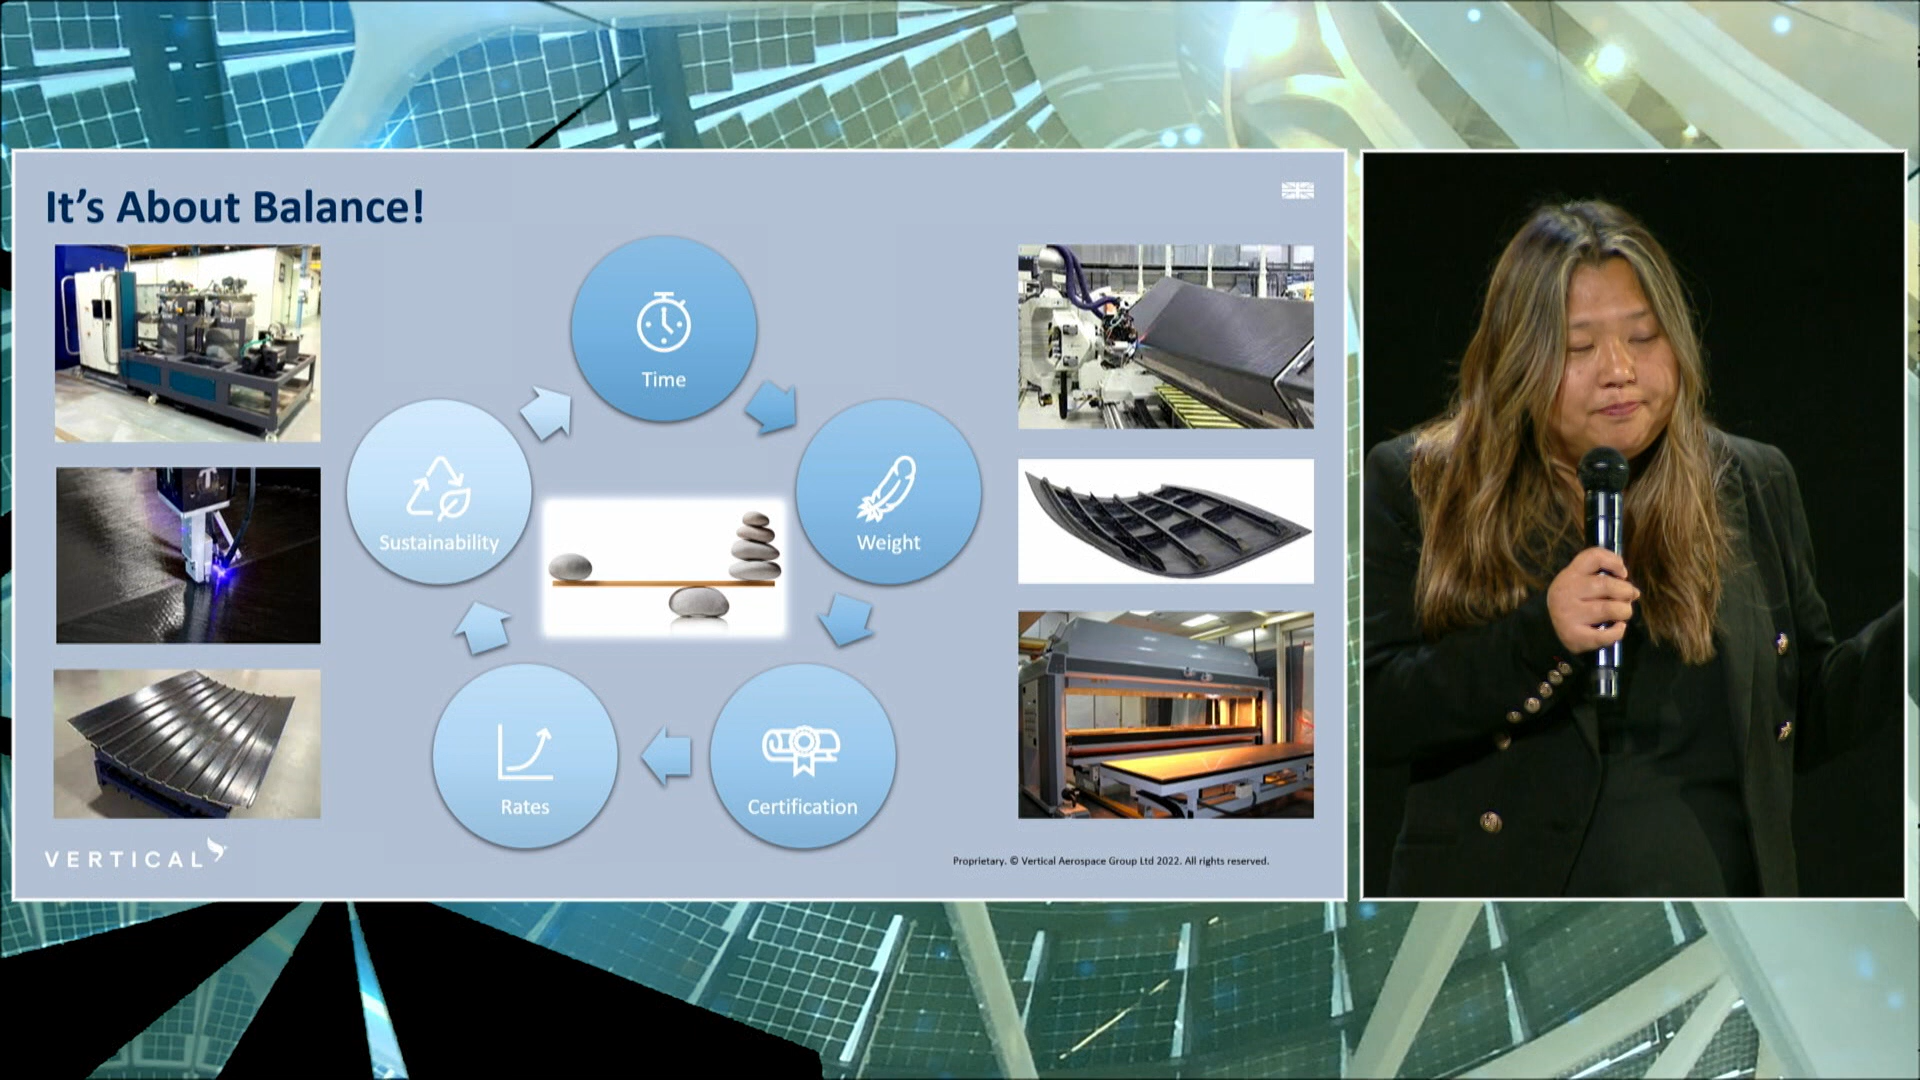 It's About Balance!
Time
Sustainability
Weight
Rates
Certification
VERTICAL
Proprietary. © Vertical Aerospace Group Ltd 2022. All rights reserved.